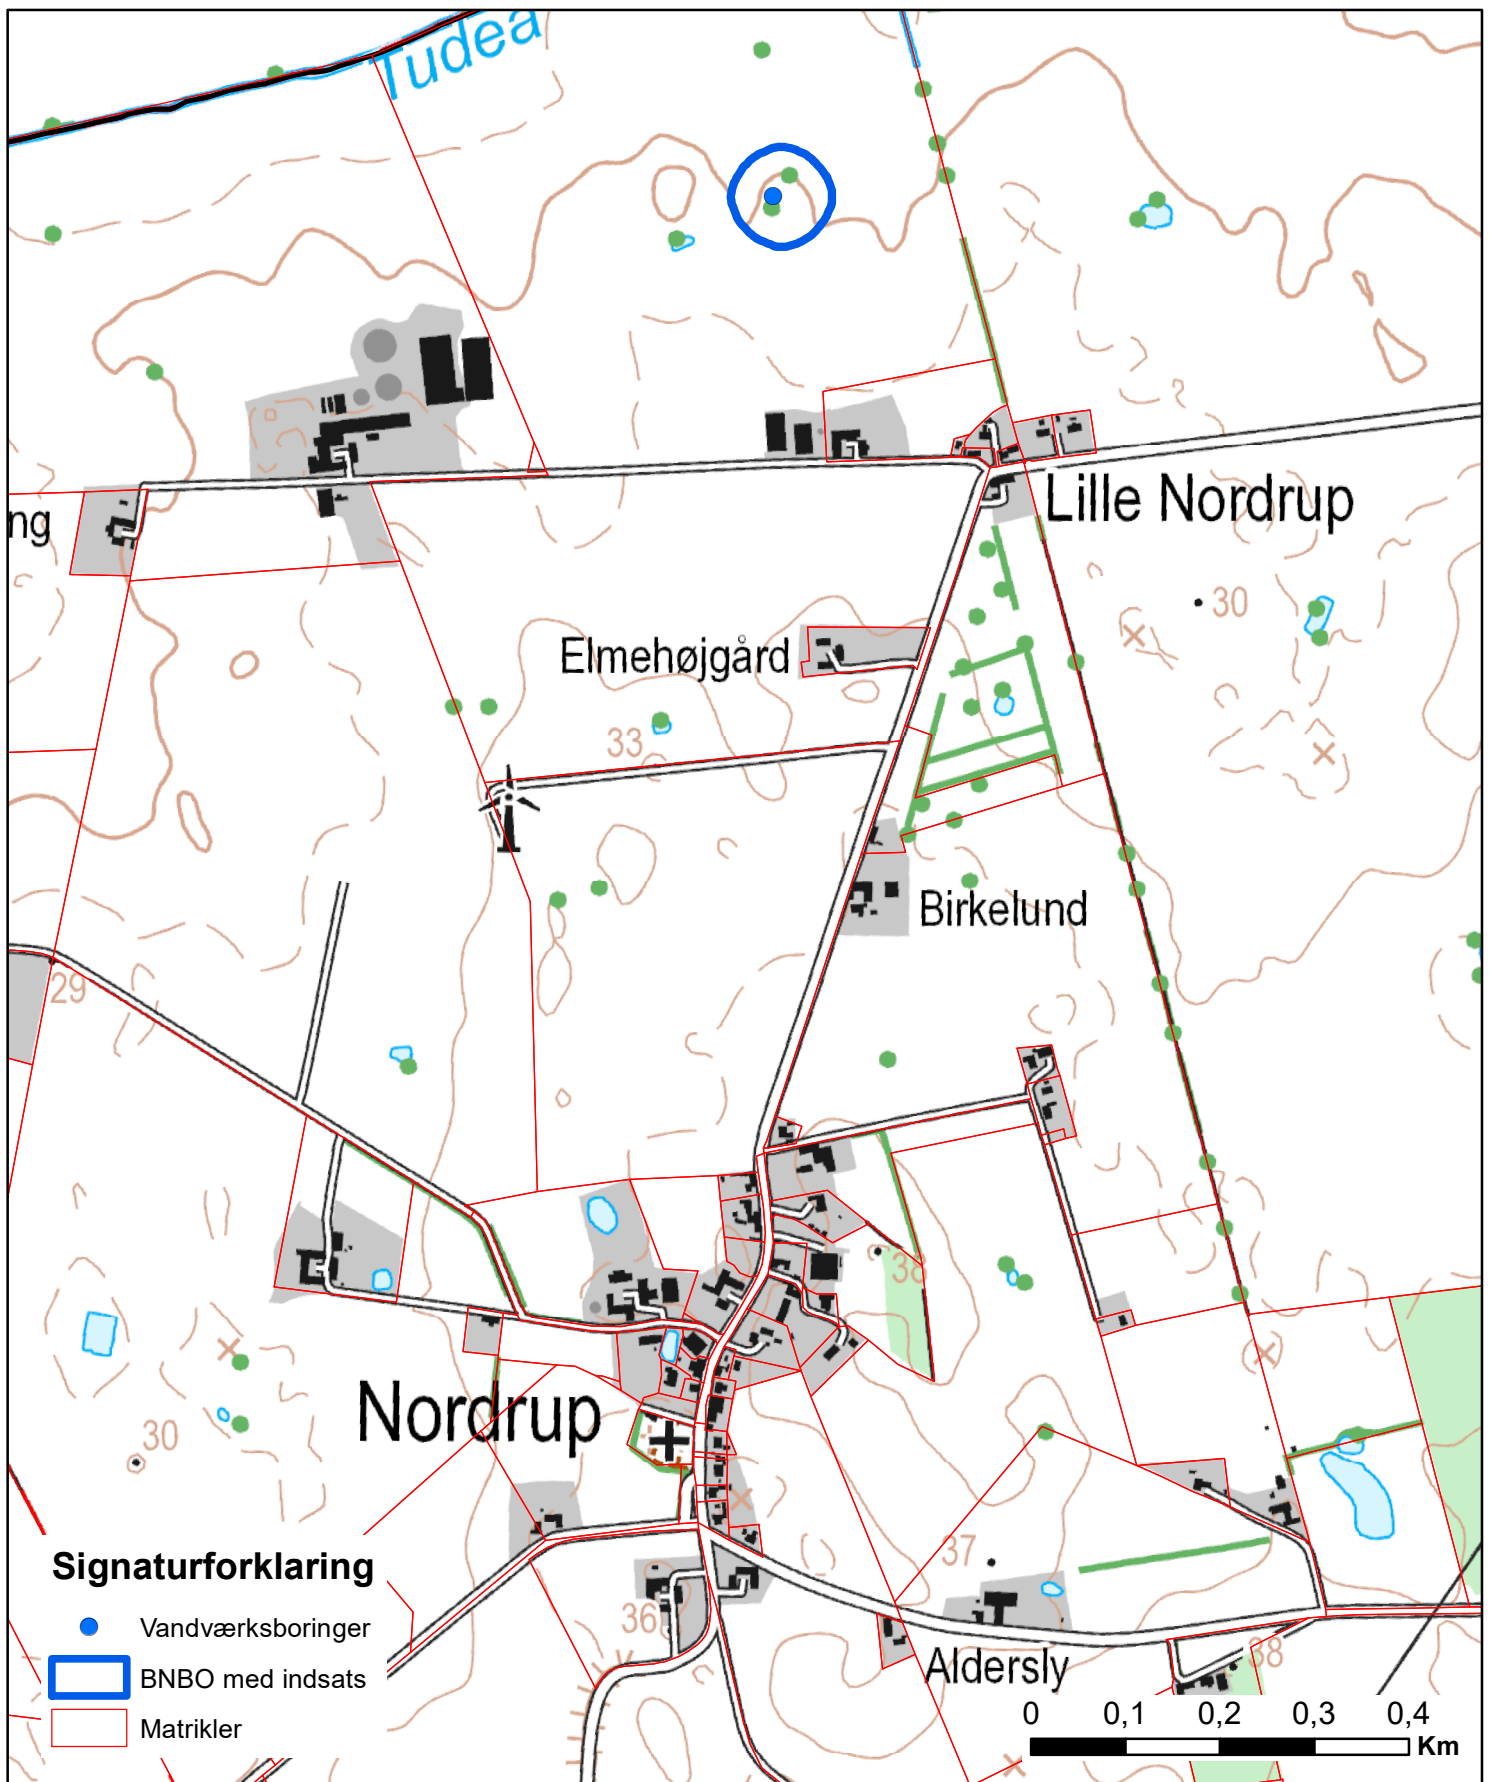 Tudeå
Lille Nordrup
ng
30
Elmehøjgård
33
Birkelund
29
38
Nordrup
30
37
36
Aldersly
38
Signaturforklaring
Vandværksboringer
BNBO med indsats
Matrikler
0 0,1 0,2 0,3 0,4
Km